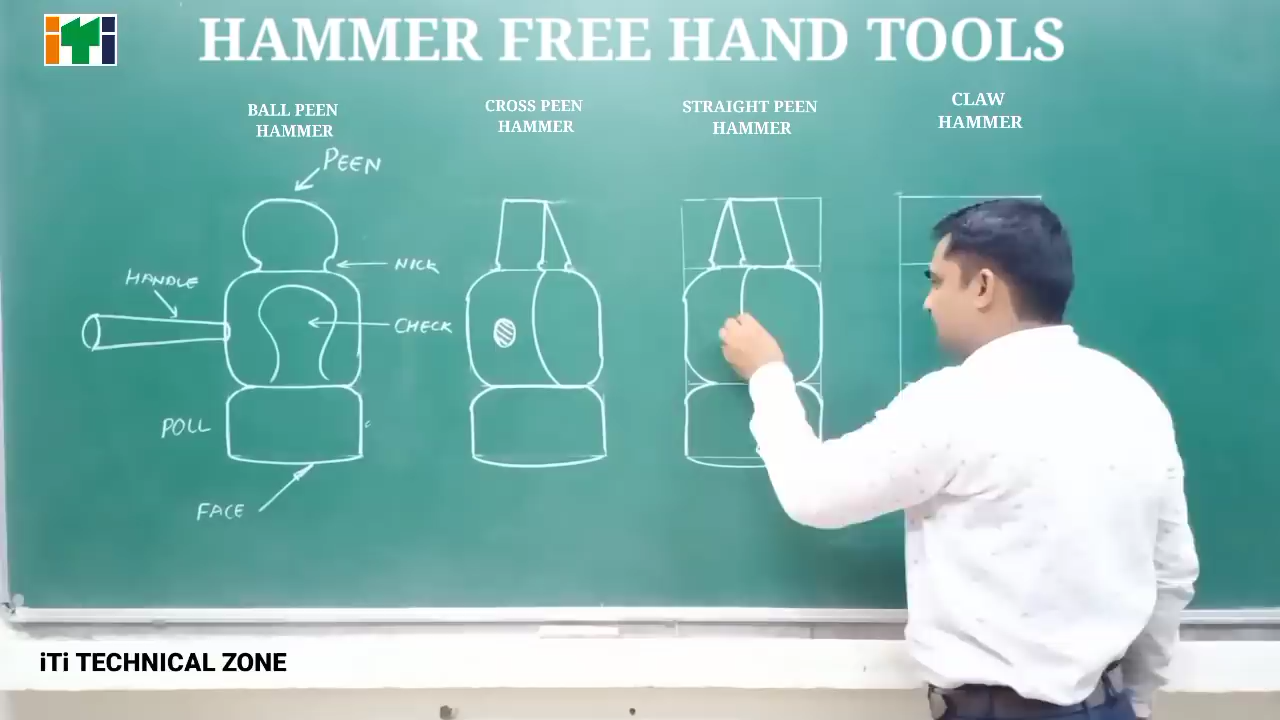 iTi
HAMMER FREE HAND TOOLS
BALL PEEN
HAMMER
CROSS PEEN
HAMMER
STRAIGHT PEEN
HAMMER
CLAW
HAMMER
PEEN
NICK
HANDLE
CHECK
POLL
FACE
iTi TECHNICAL ZONE